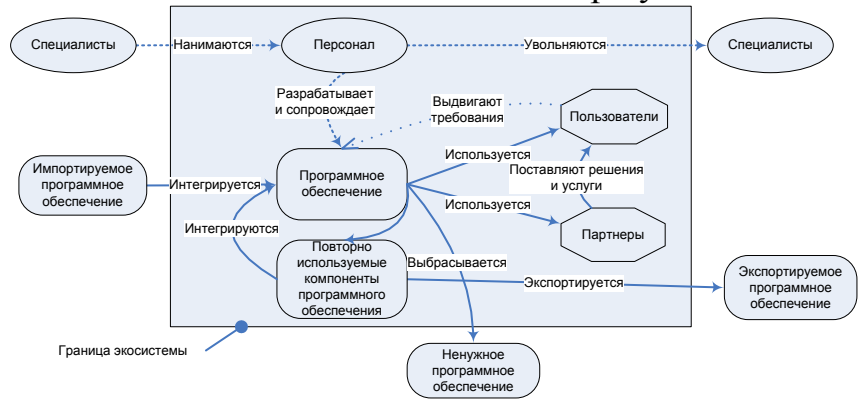 Специалисты
Нанимаются
Персонал
Увольняются
Специалисты
Разрабатывает
и сопровождает
Выдвигают
требования
Пользователи
Импортируемое
программное
обеспечение
Интегрируется
Программное
обеспечение
Используется
Поставляют решения
и услуги
Используется
Интегрируются
Партнеры
Повторно
используемые
компоненты
программного
обеспечения
Выбрасывается
Экспортируется
Экспортируемое
программное
обеспечение
Граница экосистемы
Ненужное
программное
обеспечение